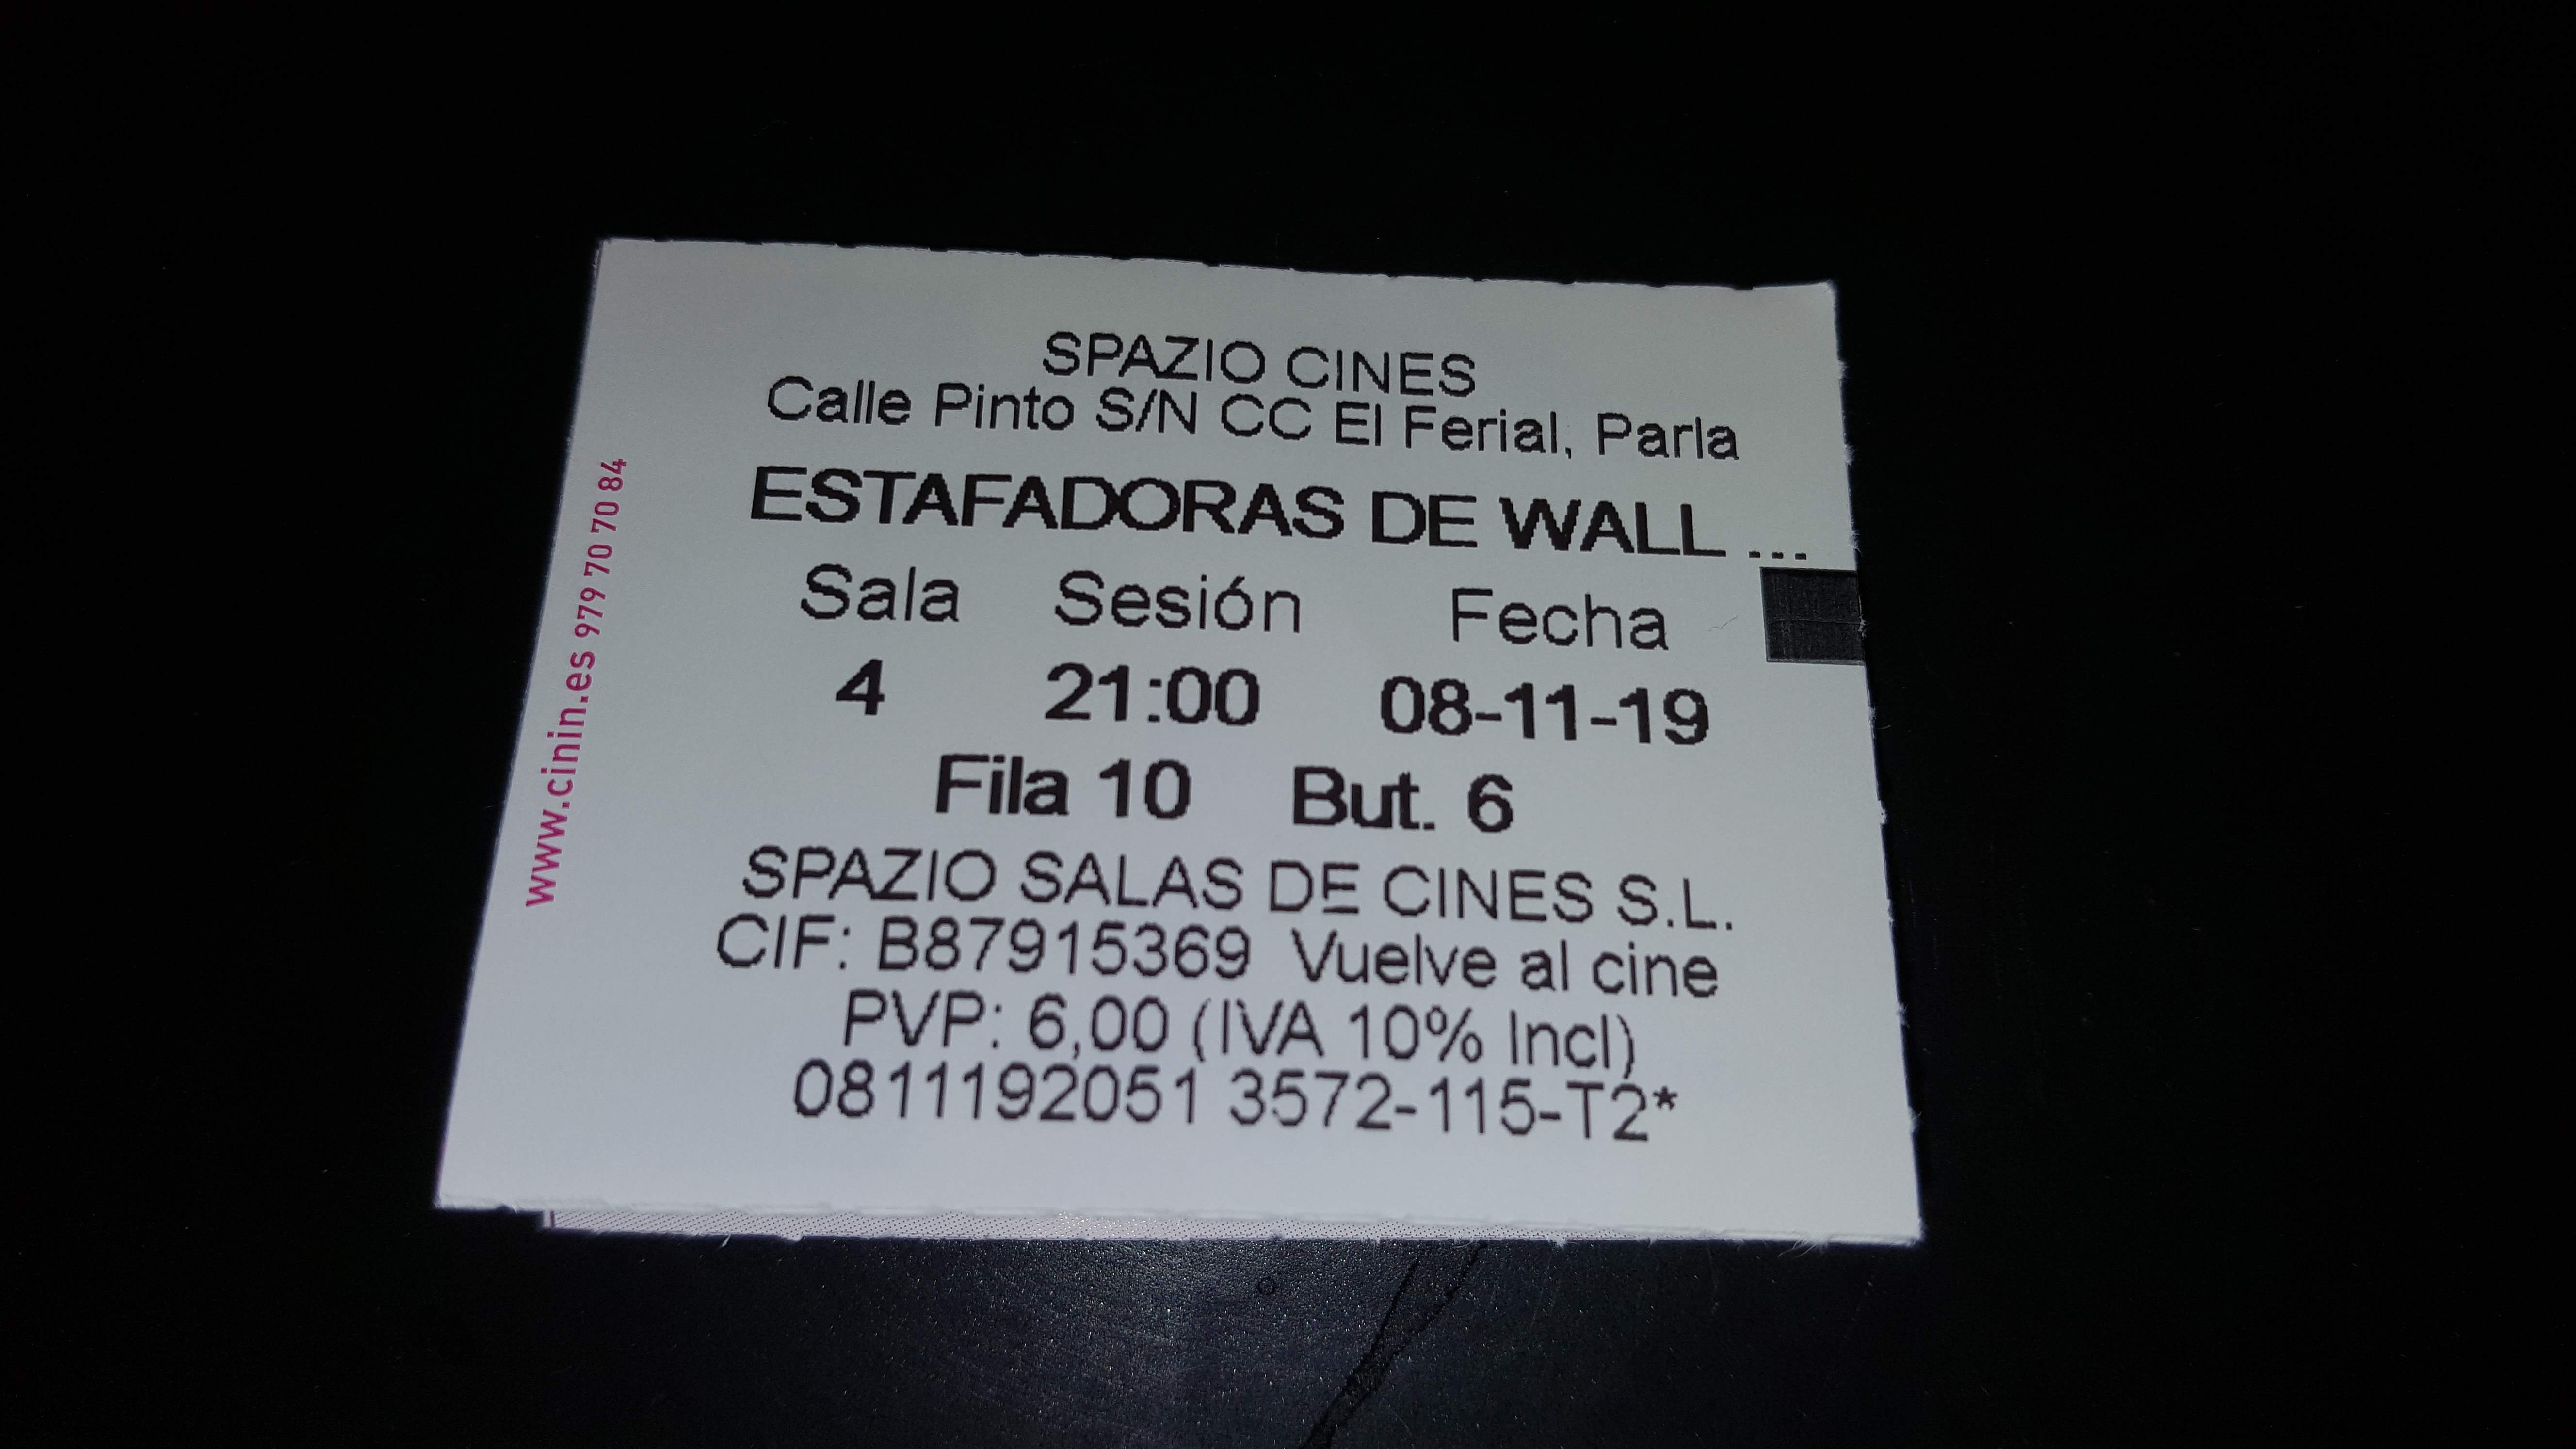 SPAZIO CINES
Calle Pinto S/N CC El Ferial, Parla
ESTAFADORAS DE WALL ...
Sala Sesión Fecha
4 21:00 08-11-19
Fila 10 But. 6
SPAZIO SALAS DE CINES S.L.
CIF: B87915369 Vuelve al cine
PVP: 6,00 (IVA 10% Incl)
0811192051 3572-115-T2*
www.cinin.es 979 70 70 84